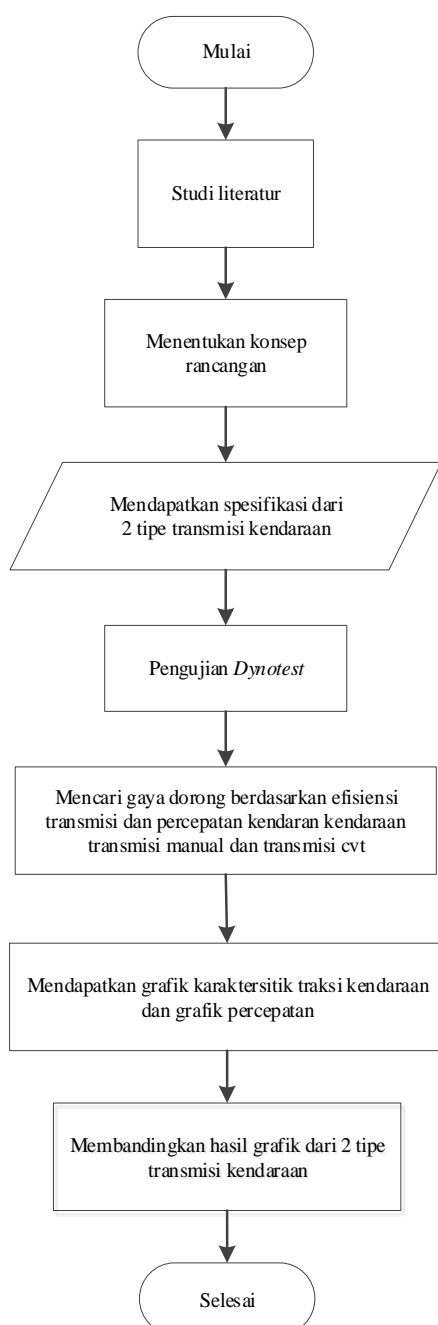 Mulai
Studi literatur
Menentukan konsep
rancangan
Mendapatkan spesifikasi dari
2 tipe transmisi kendaraan
Pengujian Dynotest
Mencari gaya dorong berdasarkan efisiensi
transmisi dan percepatan kendaran kendaraan
transmisi manual dan transmisi cvt
Mendapatkan grafik karaktersitik traksi kendaraan
dan grafik percepatan
Membandingkan hasil grafik dari 2 tipe
transmisi kendaraan
Selesai